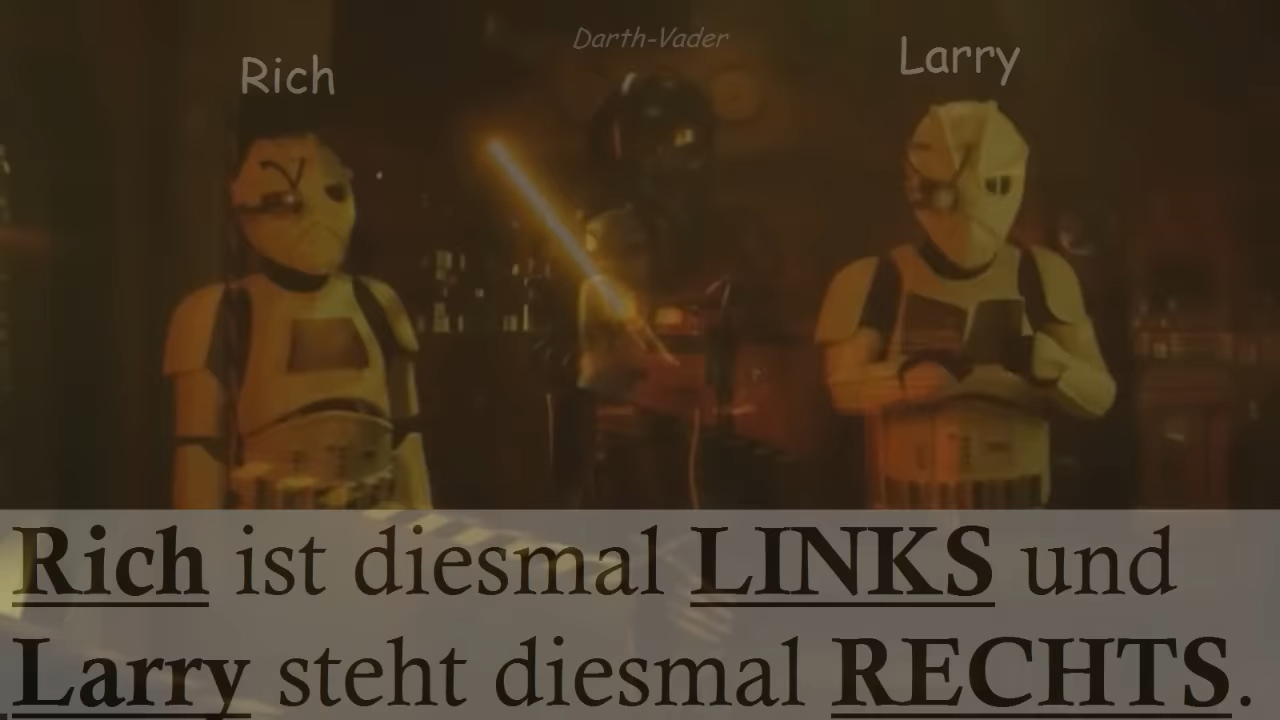 Darth-Vader
Rich
Larry
Rich ist diesmal LINKS und
Larry steht diesmal RECHTS.